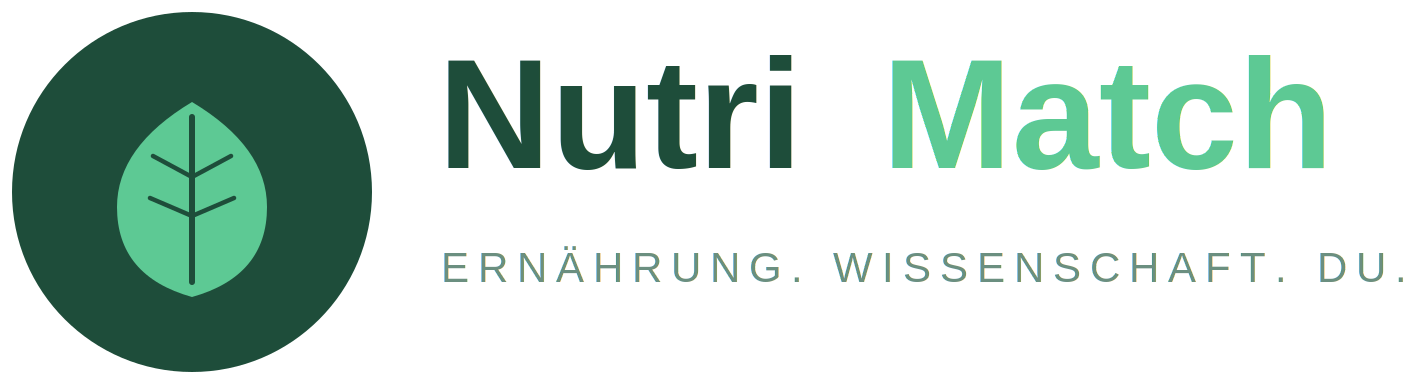 Nutri Match
ERNÄHRUNG. WISSENSCHAFT. DU.